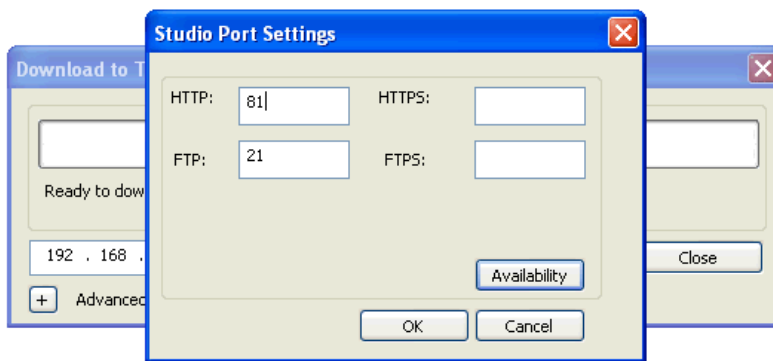 Studio Port Settings
Download to T
HTTP: 81 HTTPS:
FTP: 21 FTPS:
Ready to dow
192 . 168 .
Close
Availability
+ Advanced
OK Cancel